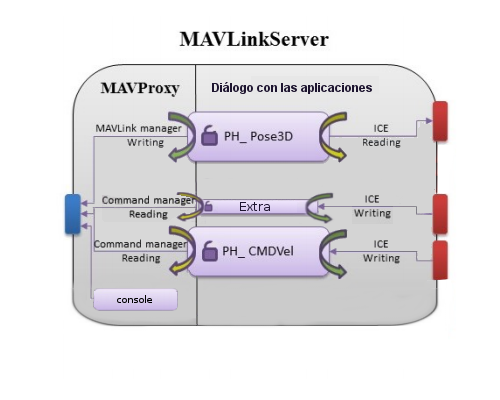 MAVLinkServer
MAVProxy
Diálogo con las aplicaciones
MAVLink manager
Writing
PH_ Pose3D
ICE
Reading
Command manager
Reading
Extra
ICE
Writing
Command manager
Reading
PH_ CMDVel
ICE
Writing
console